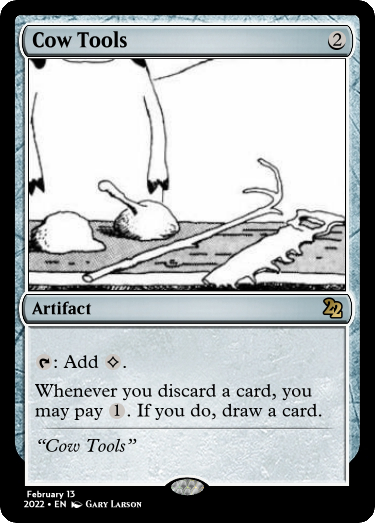 Cow Tools 2
Artifact 22
: Add .
Whenever you discard a card, you
may pay 1. If you do, draw a card.
“Cow Tools”
February 13
2022 • EN Gary Larson